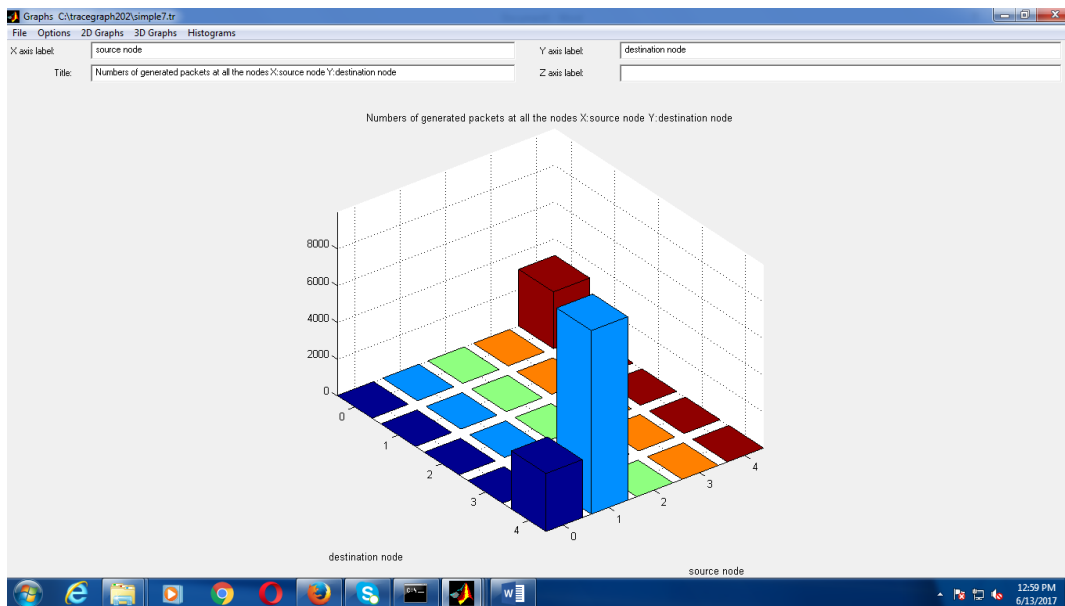 Graphs C:\tracegraph202\simple7.tr
File Options 2D Graphs 3D Graphs Histograms
X axis label: source node Y axis label: destination node
Title: Numbers of generated packets at all the nodes X:source node Y:destination node Z axis label:
Numbers of generated packets at all the nodes X:source node Y:destination node
8000
6000
4000
2000
0
0
1
2
3
4
0
1
2
3
4
destination node
source node
C:\_
W
12:59 PM
6/13/2017